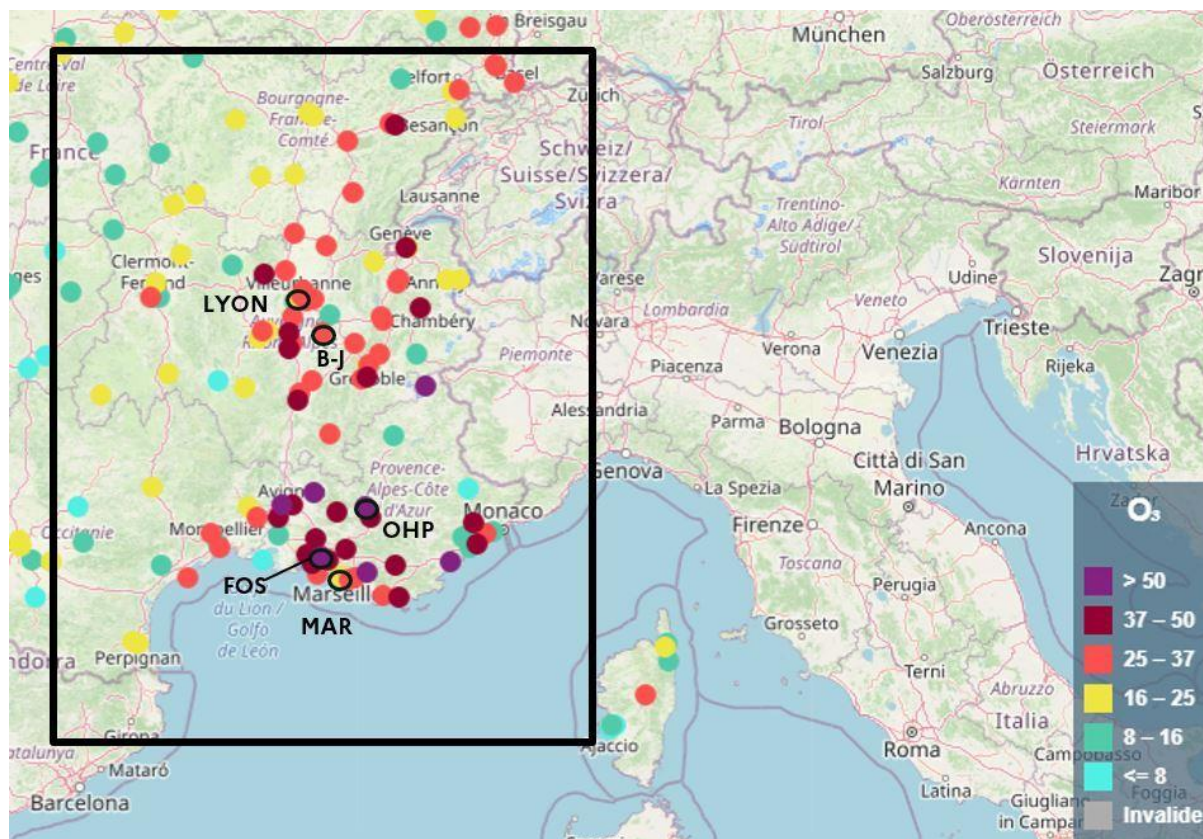 Breisgau
München
Centre-Val
de Loire
Belfort
Basel
Salzburg
Oberösterreich
Österreich
Zürich
Bourgogne-
Franche-
Comté
Besançon
Tirol
Steiermark
France
Schweiz/
Suisse/Svizzera/
Svizra
Lausanne
Kärnten
Maribor
Trentino-
Alto Adige/
Südtirol
Genève
Slovenija
Clermont-
Ferrand
Villeurbanne
Varese
Udine
LYON
Lombardia
Veneto
Chambéry
Novara
Verona
Venezia
Trieste
B-J
Piemonte
Piacenza
Rijeka
Grenoble
Alessandria
Parma
Bologna
Hrvatska
Genova
Città di San
Marino
La Spezia
Provence-
Alpes-Côte
d'Azur
Monaco
Occitanie
Montpellier
OHP
Firenze
Ancona
O₃
Toscana
FOS
> 50
Marseill
Perugia
37 – 50
du Lion /
Golfo
de León
MAR
Grosseto
25 – 37
Perpignan
Terni
Abruzzo
16 – 25
Italia
Girona
8 – 16
Ajaccio
Roma
Campobasso
Mataró
Latina
<= 8
Foggia
Barcelona
Giugliano
in Campa
Invalide